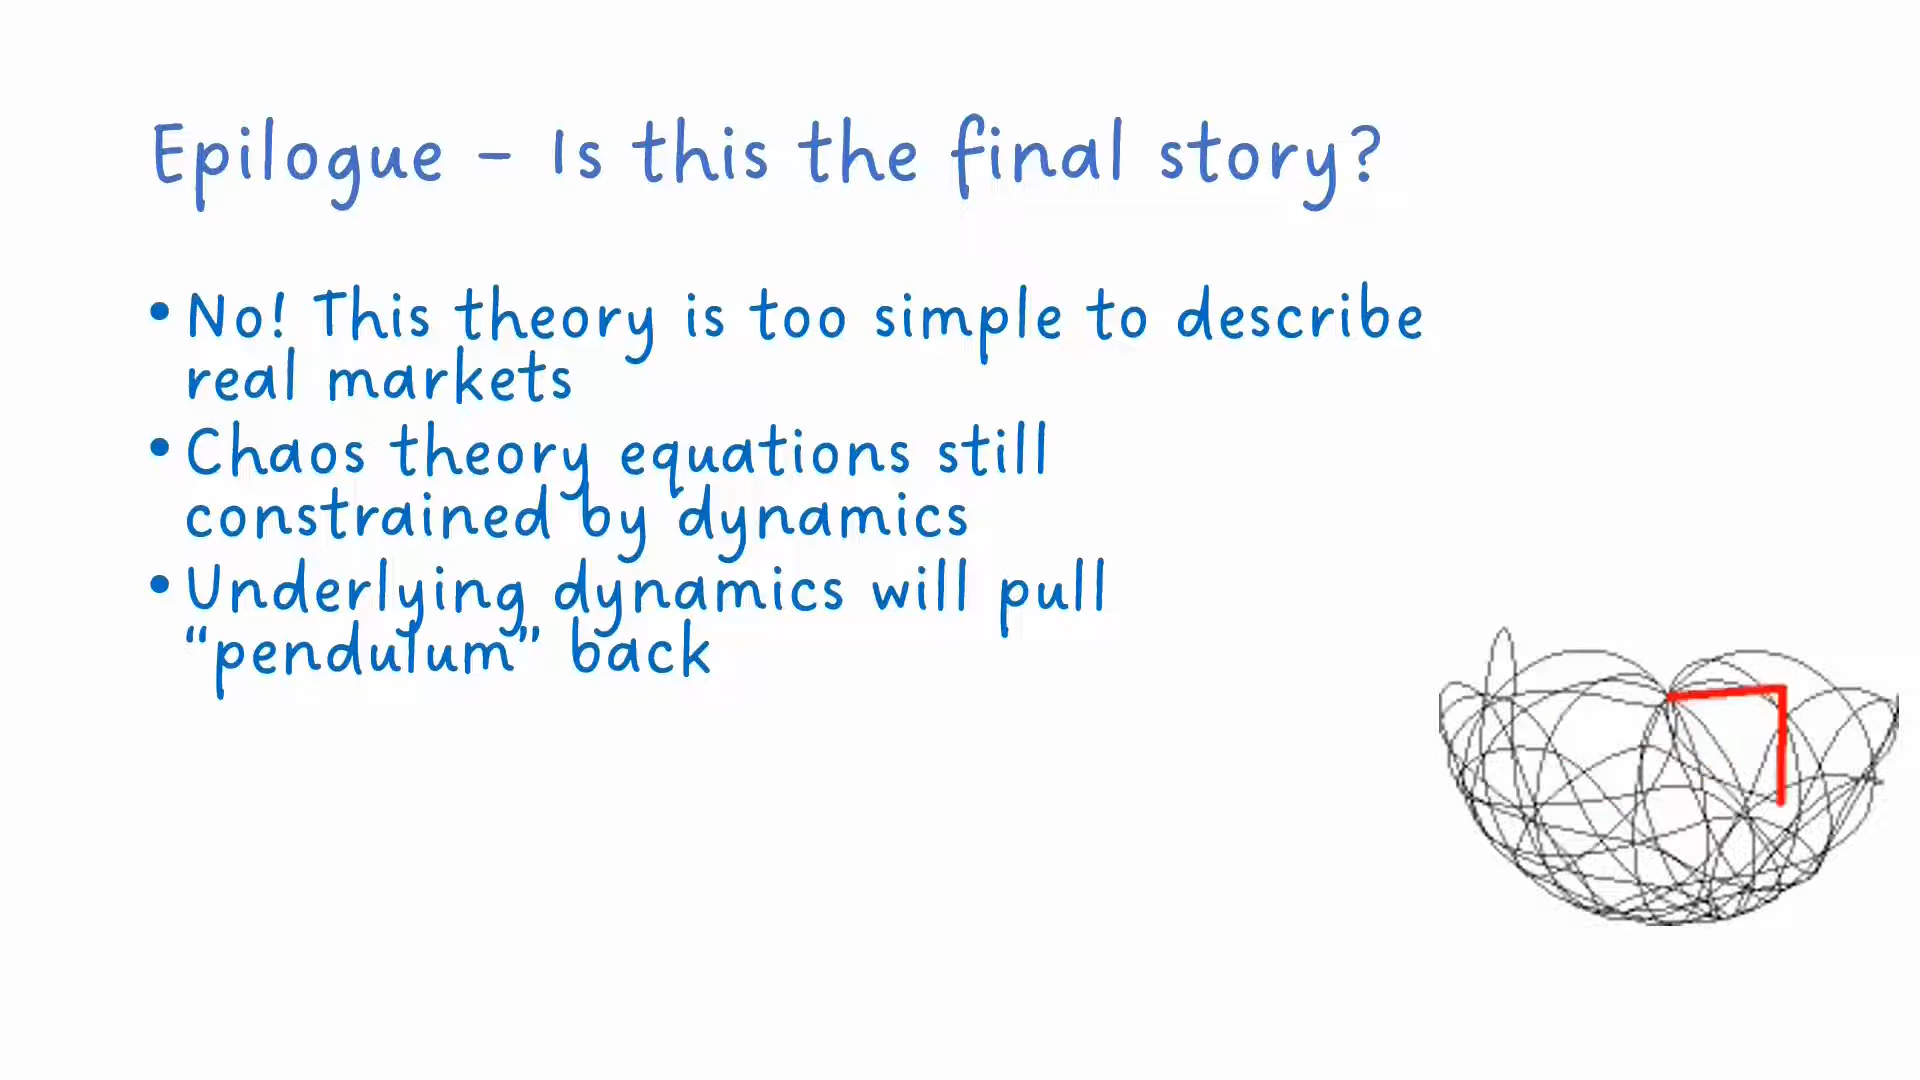 Epilogue – Is this the final story?
• No! This theory is too simple to describe
real markets
• Chaos theory equations still
constrained by dynamics
• Underlying dynamics will pull
“pendulum” back